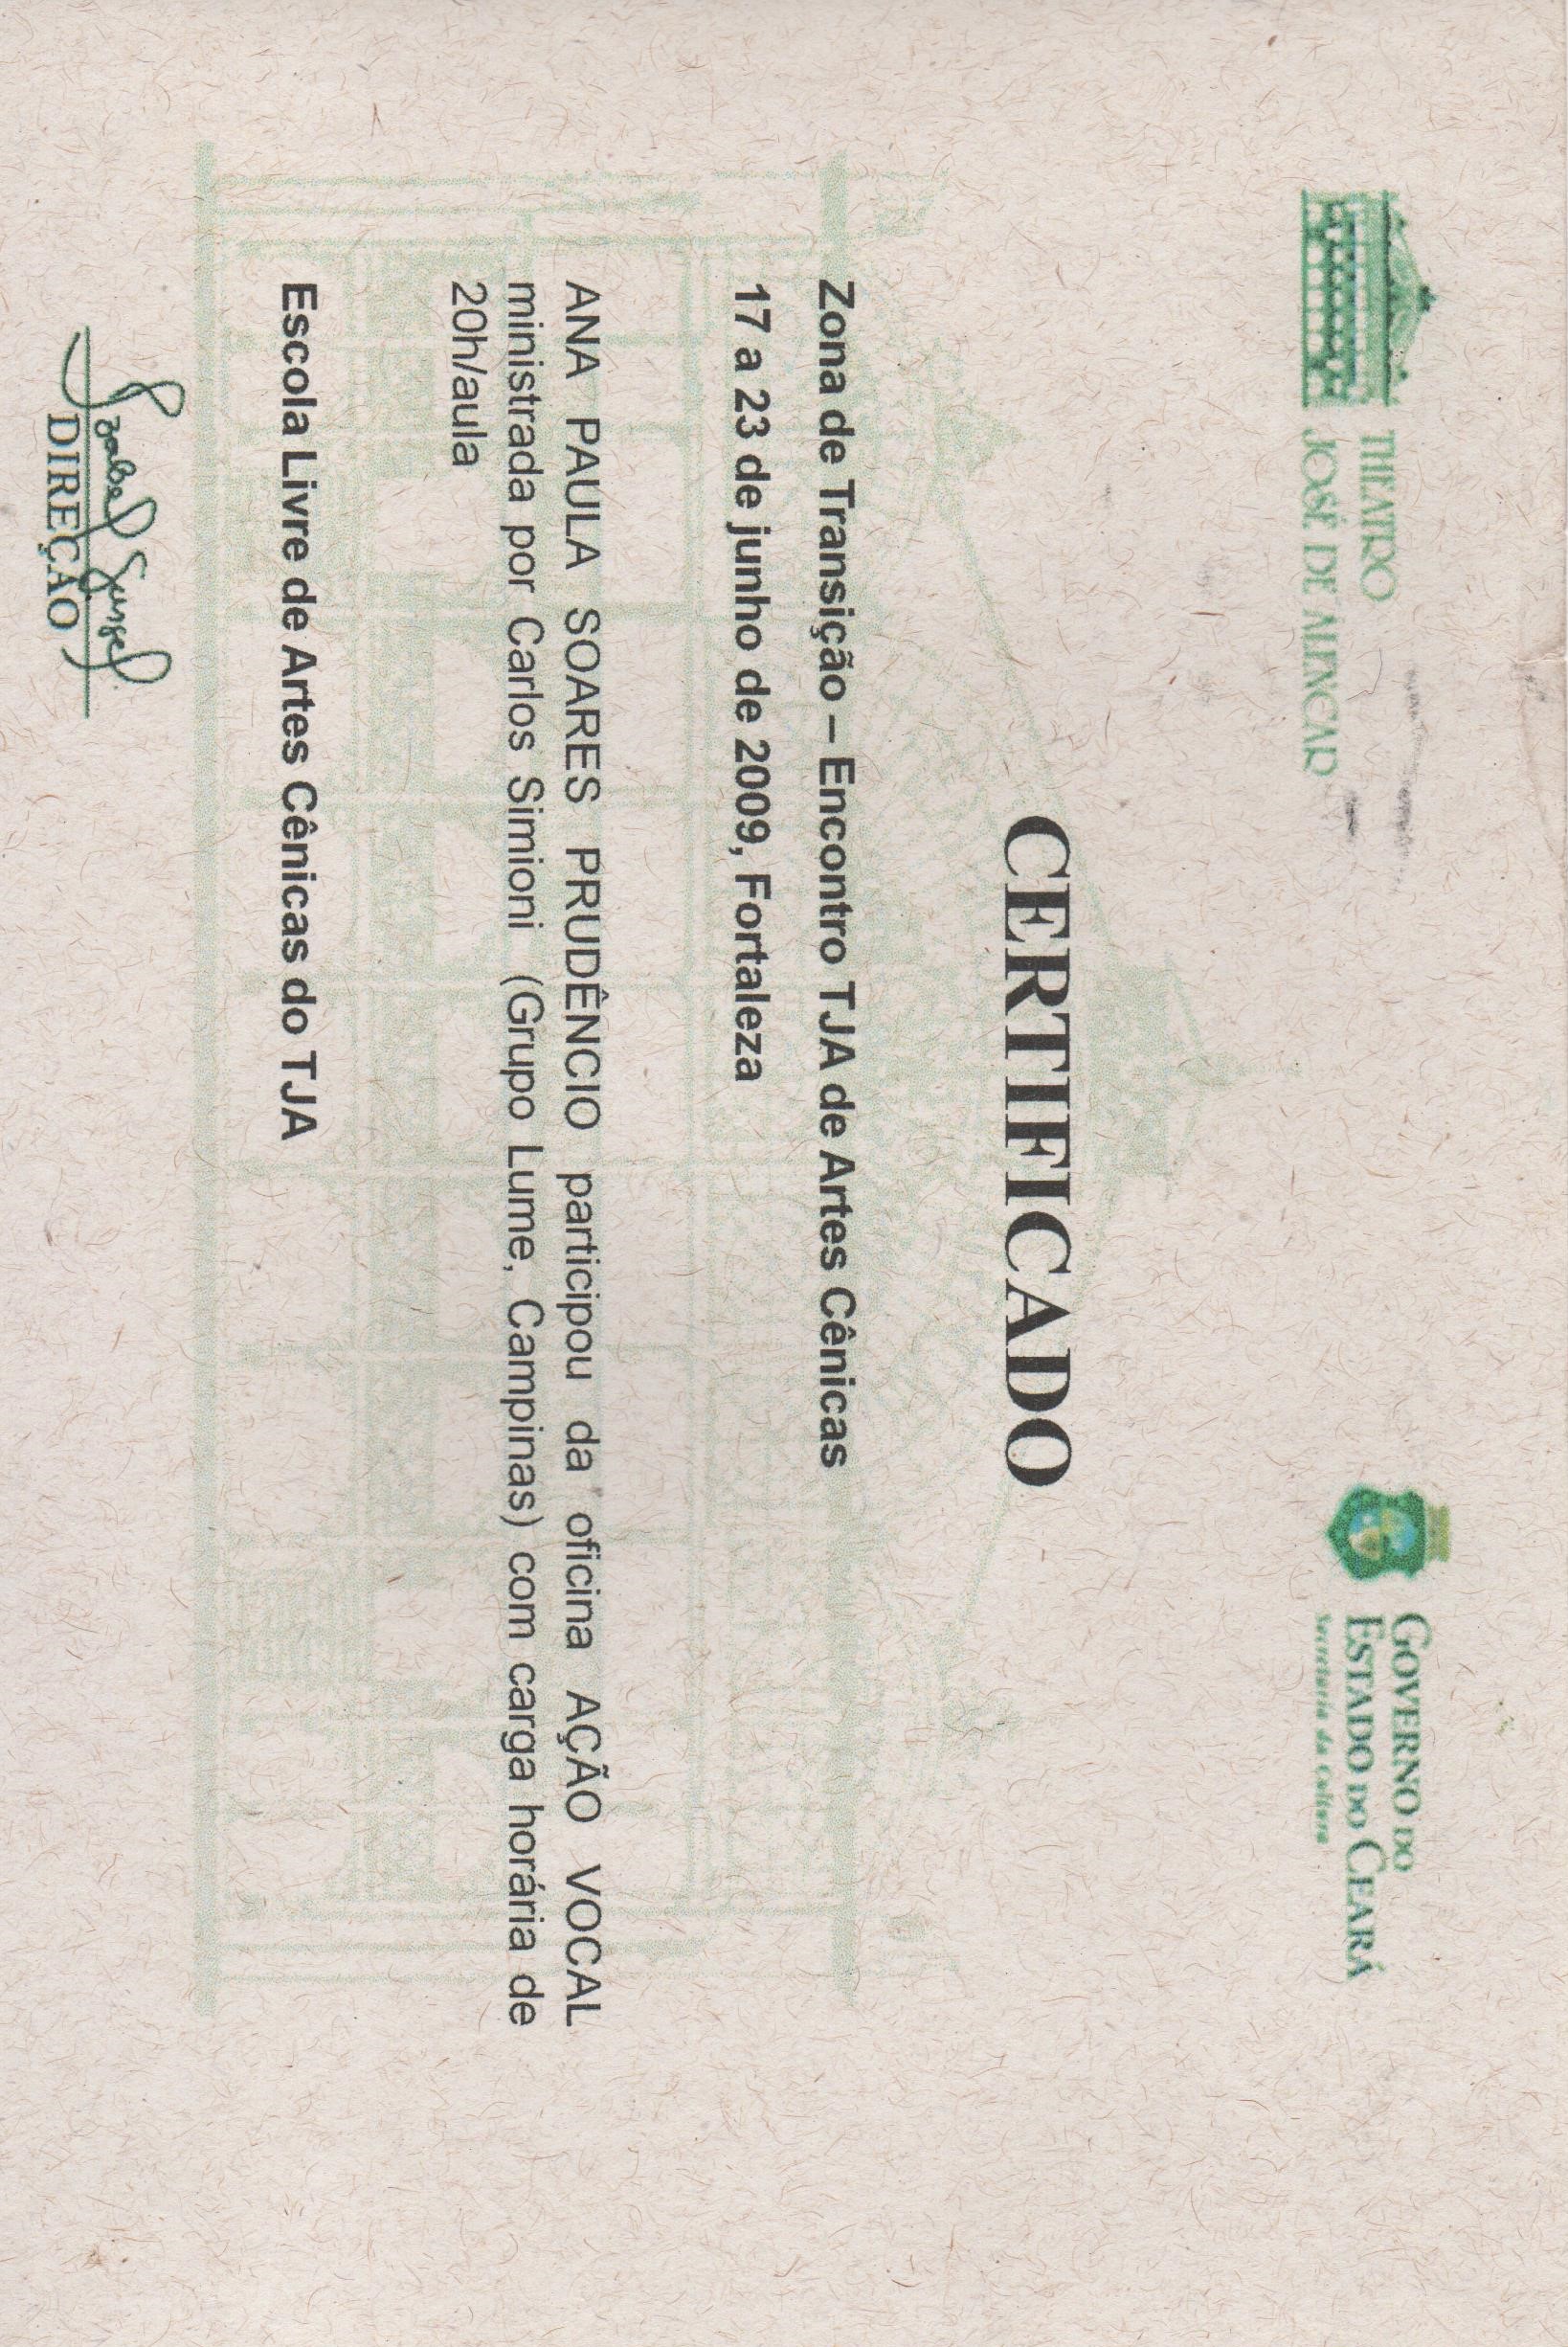 THEATRO
JOSÉ DE ALENCAR
GOVERNO DO
ESTADO DO CEARÁ
Secretaria da Cultura
CERTIFICADO
Zona de Transição – Encontro TJA de Artes Cênicas
17 a 23 de junho de 2009, Fortaleza
ANA PAULA SOARES PRUDÊNCIO participou da oficina AÇÃO VOCAL
ministrada por Carlos Simioni (Grupo Lume, Campinas) com carga horária de
20h/aula
Escola Livre de Artes Cênicas do TJA
Izabel Gurgel
DIREÇÃO